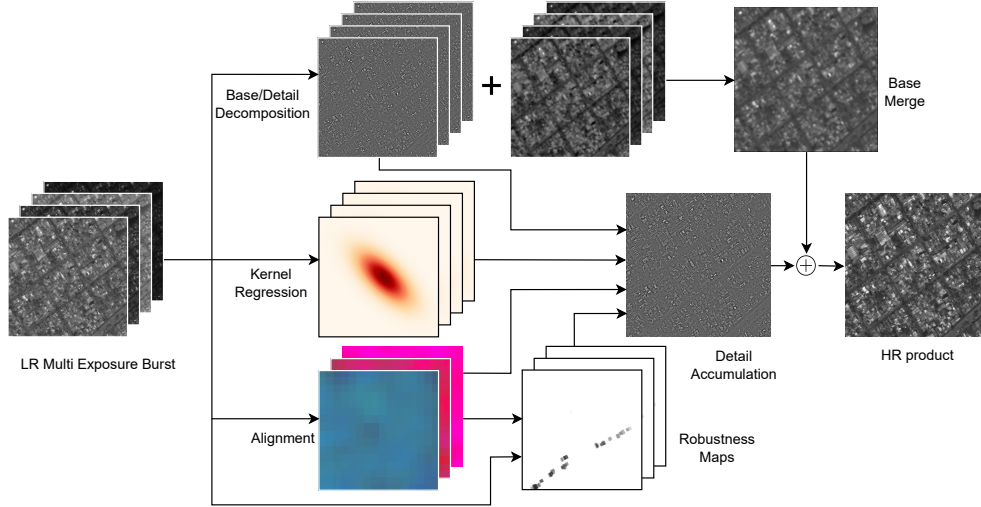 Base/Detail
Decomposition
+
Base
Merge
LR Multi Exposure Burst
Kernel
Regression
HR product
Detail
Accumulation
Alignment
Robustness
Maps